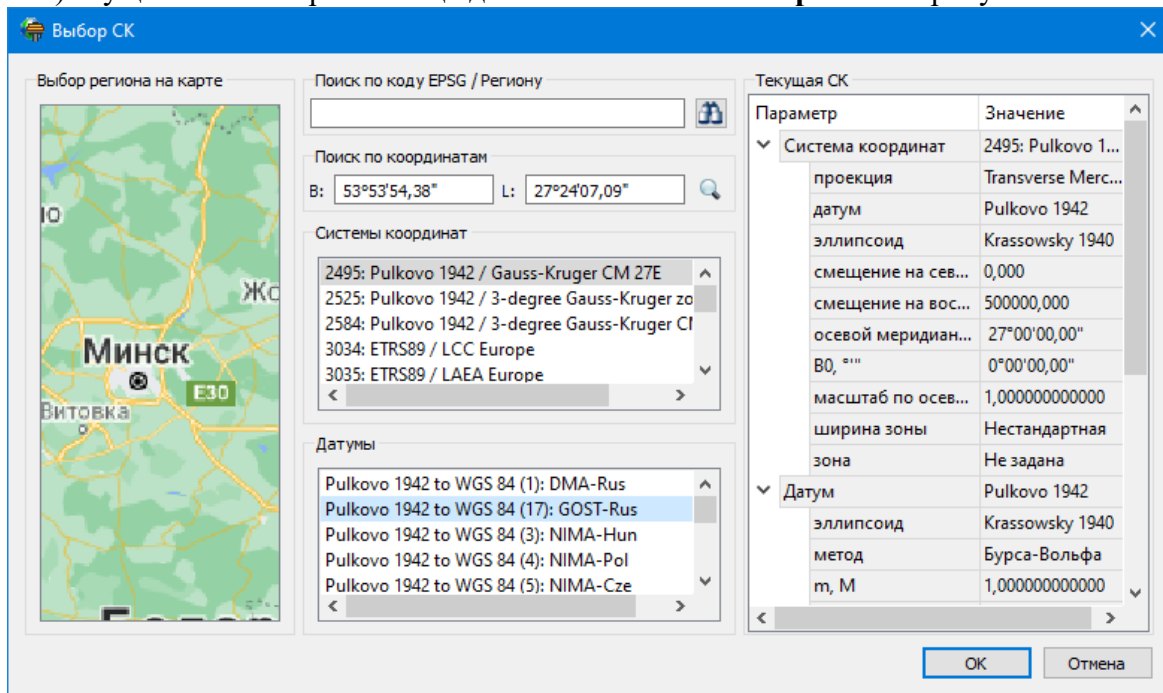 Выбор СК
Выбор региона на карте
Жо
Минск
Е30
Витовка
Поиск по коду EPSG / Региону
Поиск по координатам
B: 53°53'54,38" L: 27°24'07,09"
Системы координат
2495: Pulkovo 1942 / Gauss-Kruger CM 27E
2525: Pulkovo 1942 / 3-degree Gauss-Kruger zo
2584: Pulkovo 1942 / 3-degree Gauss-Kruger CM
3034: ETRS89 / LCC Europe
3035: ETRS89 / LAEA Europe
Датумы
Pulkovo 1942 to WGS 84 (1): DMA-Rus
Pulkovo 1942 to WGS 84 (17): GOST-Rus
Pulkovo 1942 to WGS 84 (3): NIMA-Hun
Pulkovo 1942 to WGS 84 (4): NIMA-Pol
Pulkovo 1942 to WGS 84 (5): NIMA-Cze
Текущая СК
Параметр Значение
Система координат 2495: Pulkovo 1...
проекция Transverse Merc...
датум Pulkovo 1942
эллипсоид Krassowsky 1940
смещение на сев... 0,000
смещение на вос... 500000,000
осевой меридиан... 27°00'00,00"
B0, °'" 0°00'00,00"
масштаб по осев... 1,000000000000
ширина зоны Нестандартная
зона Не задана
Датум Pulkovo 1942
эллипсоид Krassowsky 1940
метод Бурса-Вольфа
m, M 1,000000000000
OK Отмена